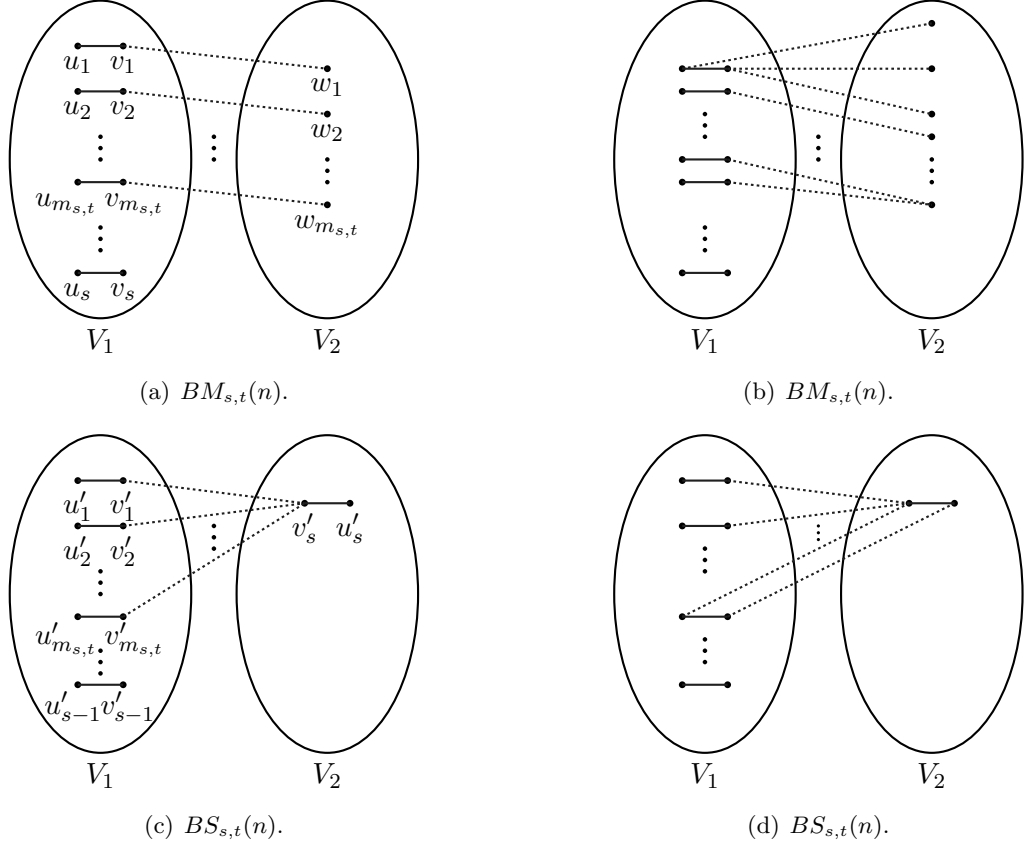 u₁ v₁
w₁
u₂ v₂
w₂
u_{m_{s,t}} v_{m_{s,t}}
w_{m_{s,t}}
u_s v_s
V₁ V₂
V₁ V₂
(a) BM_{s,t}(n).
(b) BM_{s,t}(n).
u′₁ v′₁
v′_s u′_s
u′₂ v′₂
u′_{m_{s,t}} v′_{m_{s,t}}
u′_{s−1} v′_{s−1}
V₁ V₂
V₁ V₂
(c) BS_{s,t}(n).
(d) BS_{s,t}(n).